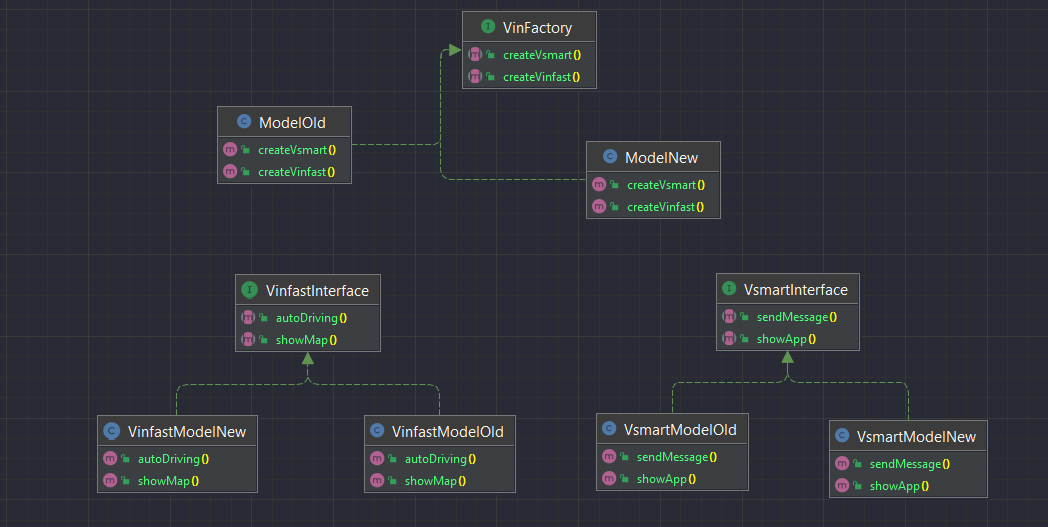 VinFactory
createVsmart()
createVinfast()
ModelOld
createVsmart()
createVinfast()
ModelNew
createVsmart()
createVinfast()
VinfastInterface
autoDriving()
showMap()
VsmartInterface
sendMessage()
showApp()
VinfastModelNew
autoDriving()
showMap()
VinfastModelOld
autoDriving()
showMap()
VsmartModelOld
sendMessage()
showApp()
VsmartModelNew
sendMessage()
showApp()